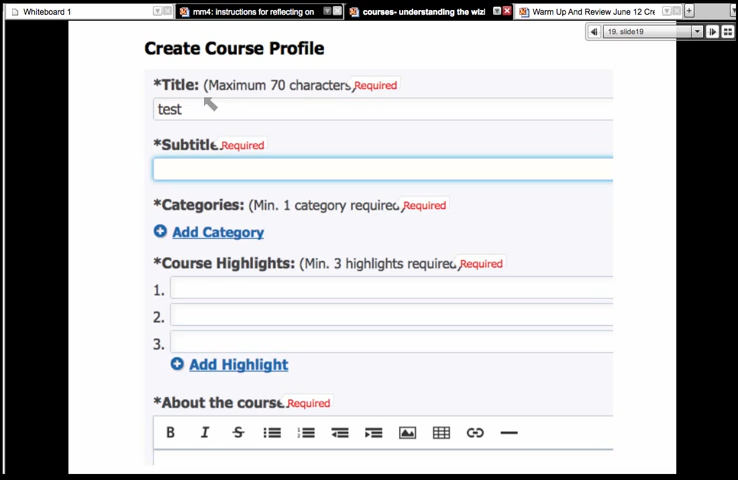 Whiteboard 1
mm4: instructions for reflecting on
courses- understanding the wiz
Warm Up And Review June 12 Cre
19. slide19
Create Course Profile
*Title: (Maximum 70 characters) Required
test
*Subtitle: Required
*Categories: (Min. 1 category required) Required
Add Category
*Course Highlights: (Min. 3 highlights required) Required
1.
2.
3.
Add Highlight
*About the course: Required
B I S